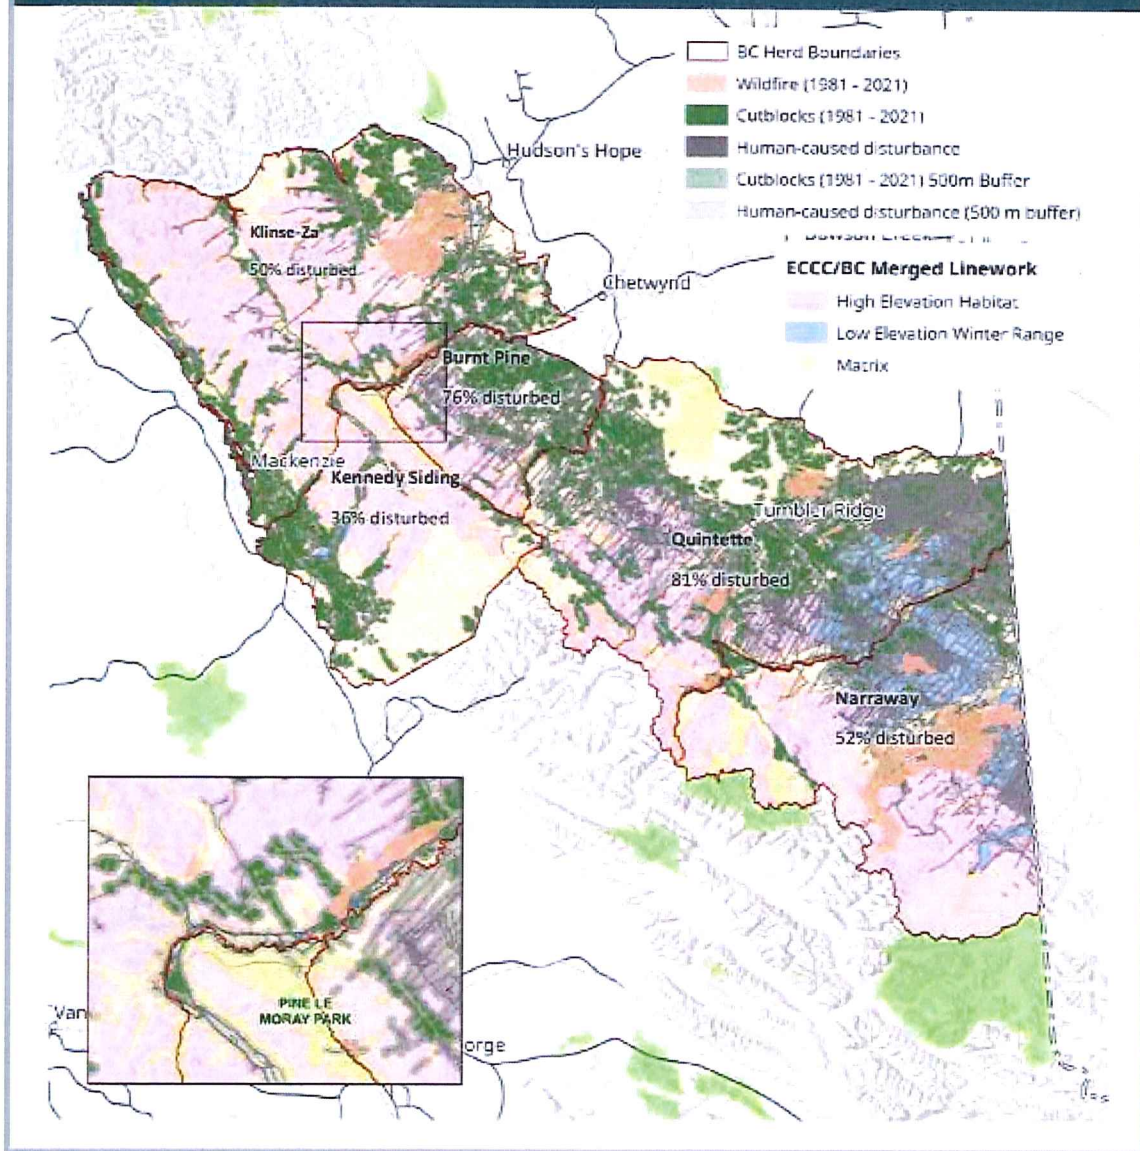 BC Herd Boundaries
Wildfire (1981 - 2021)
Cutblocks (1981 - 2021)
Human-caused disturbance
Cutblocks (1981 - 2021) 500m Buffer
Human-caused disturbance (500 m buffer)
ECCC/BC Merged Linework
High Elevation Habitat
Low Elevation Winter Range
Matrix
Hudson's Hope
Klinse-Za
50% disturbed
Chetwynd
Burnt Pine
76% disturbed
Mackenzie
Kennedy Siding
36% disturbed
Tumbler Ridge
Quintette
81% disturbed
Narraway
52% disturbed
PINE LE
MORAY PARK
Van
orge